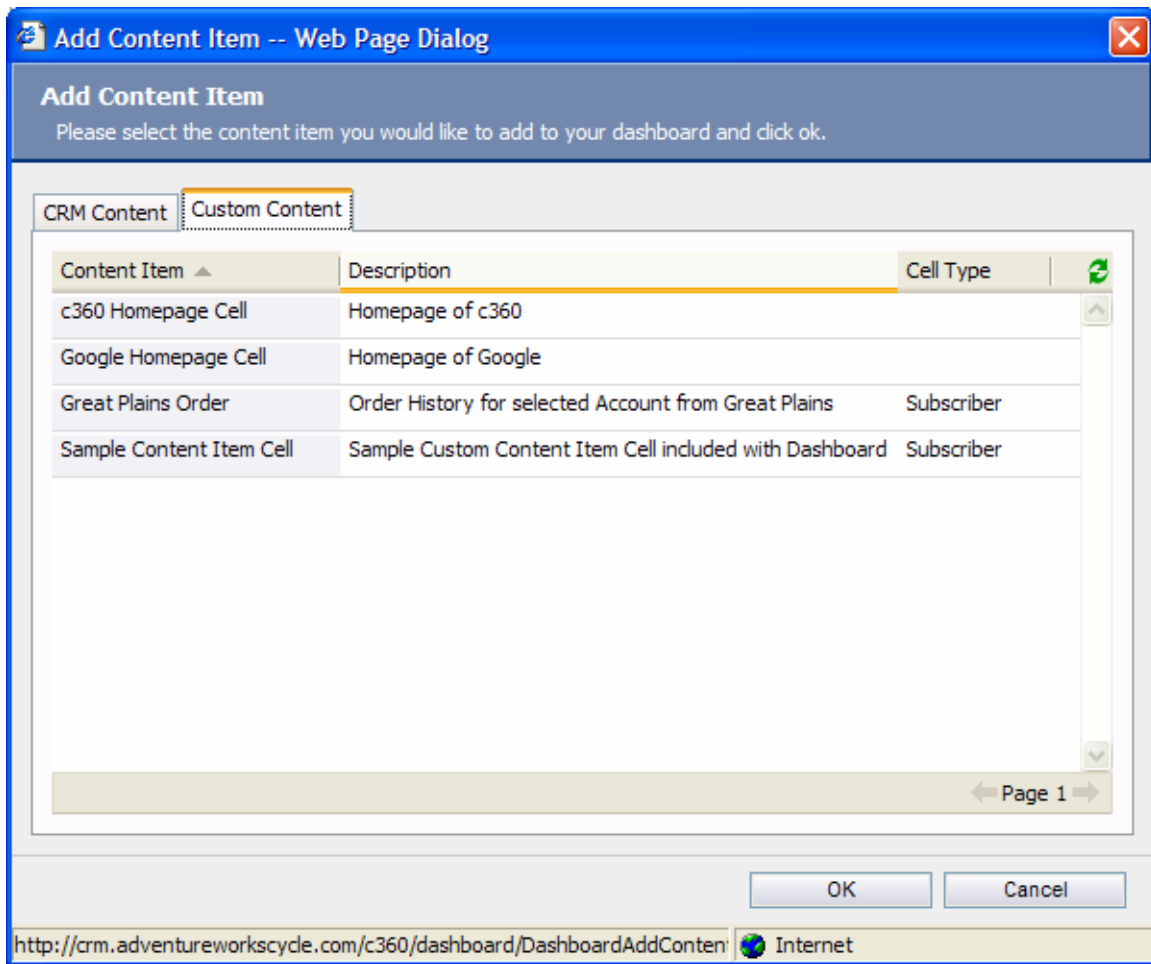 Add Content Item -- Web Page Dialog
Add Content Item
Please select the content item you would like to add to your dashboard and click ok.
CRM Content Custom Content
Content Item Description Cell Type
c360 Homepage Cell Homepage of c360
Google Homepage Cell Homepage of Google
Great Plains Order Order History for selected Account from Great Plains Subscriber
Sample Content Item Cell Sample Custom Content Item Cell included with Dashboard Subscriber
Page 1
OK Cancel
http://crm.adventureworkscycle.com/c360/dashboard/DashboardAddConten Internet